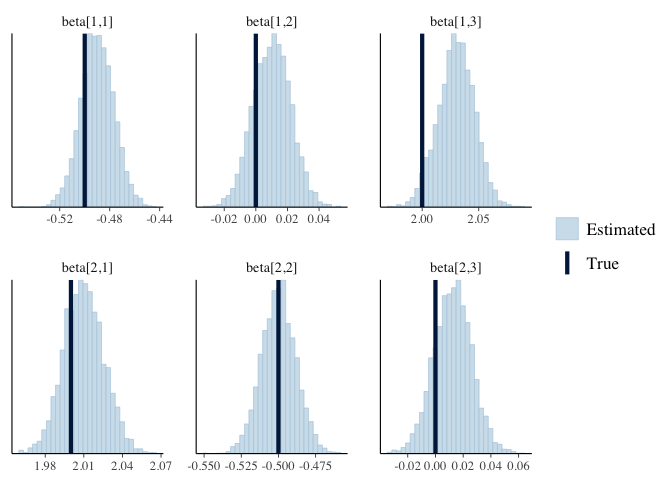 beta[1,1] beta[1,2] beta[1,3]
-0.52 -0.48 -0.44 -0.02 0.00 0.02 0.04 2.00 2.05
Estimated
True
beta[2,1] beta[2,2] beta[2,3]
1.98 2.01 2.04 2.07 -0.550 -0.525 -0.500 -0.475 -0.02 0.00 0.02 0.04 0.06